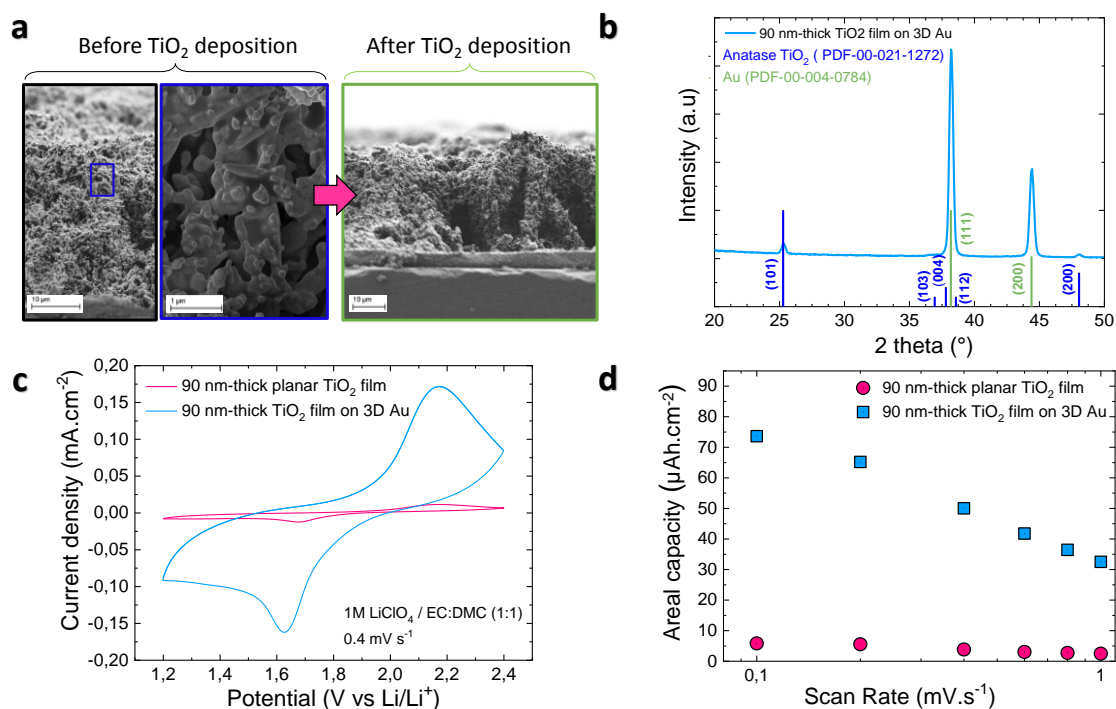 a
Before TiO₂ deposition
After TiO₂ deposition
10 µm
1 µm
10 µm
b
90 nm-thick TiO2 film on 3D Au
Anatase TiO₂ ( PDF-00-021-1272)
Au (PDF-00-004-0784)
Intensity (a.u)
(101)
(103)
(004)
(112)
(111)
(200)
(200)
20 25 30 35 40 45 50
2 theta (°)
c
0,20
0,15
0,10
0,05
0,00
-0,05
-0,10
-0,15
-0,20
Current density (mA.cm⁻²)
90 nm-thick planar TiO₂ film
90 nm-thick TiO₂ film on 3D Au
1M LiClO₄ / EC:DMC (1:1)
0.4 mV s⁻¹
1,2 1,4 1,6 1,8 2,0 2,2 2,4
Potential (V vs Li/Li⁺)
d
90
80
70
60
50
40
30
20
10
0
Areal capacity (µAh.cm⁻²)
90 nm-thick planar TiO₂ film
90 nm-thick TiO₂ film on 3D Au
0,1 1
Scan Rate (mV.s⁻¹)